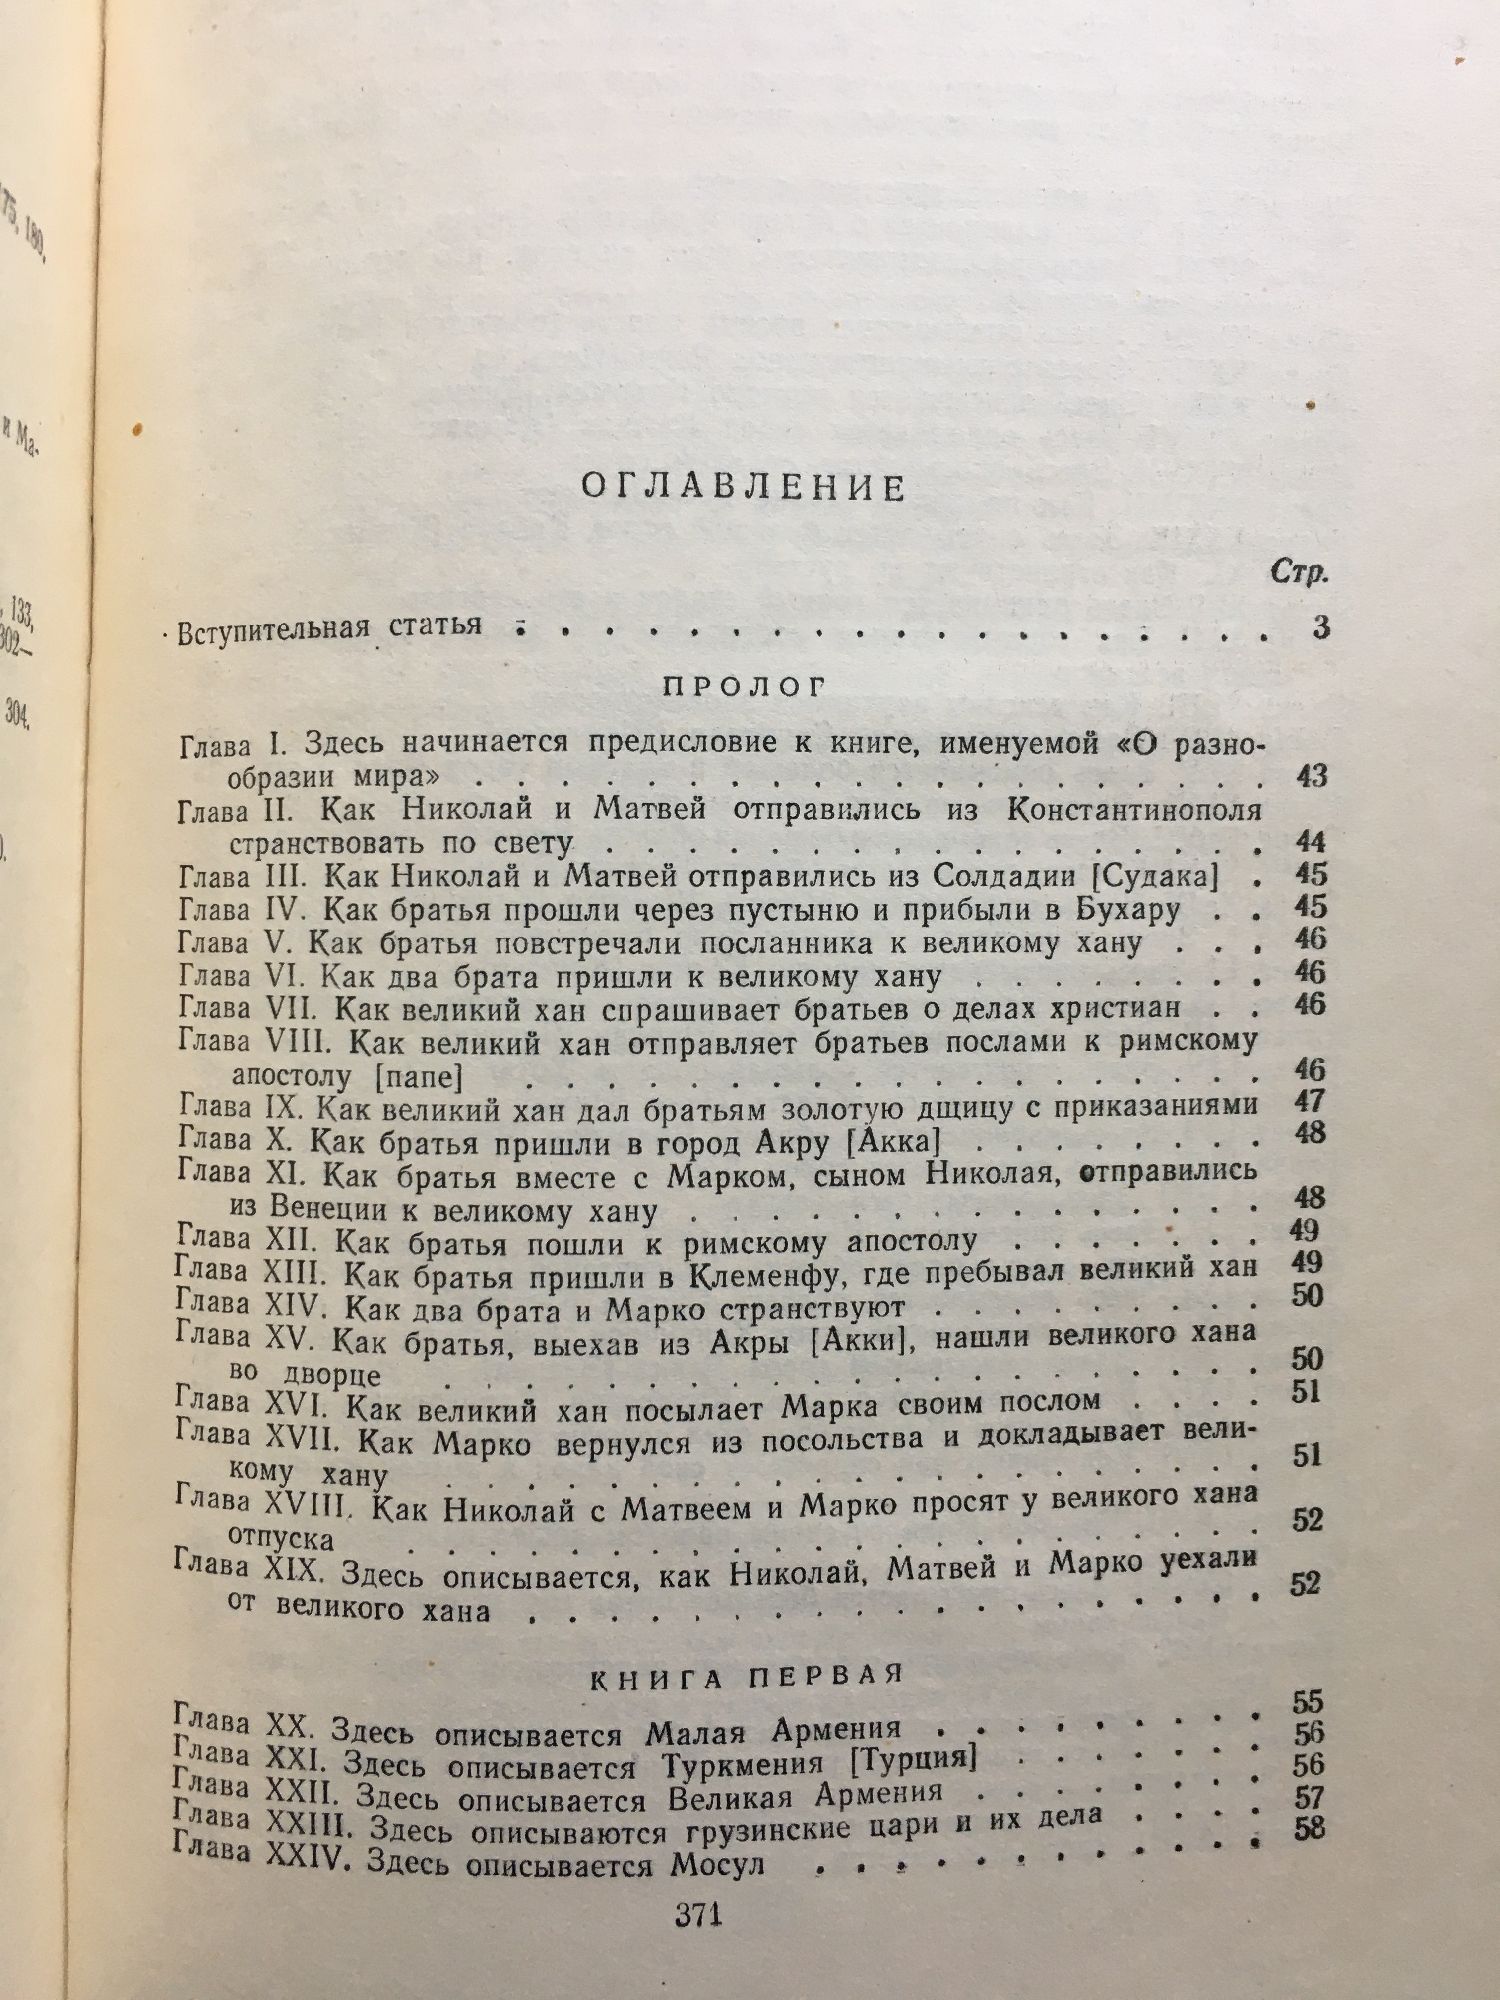 75, 180,
и Ма-
133,
302—
304.
ОГЛАВЛЕНИЕ
Стр.
Вступительная статья . . . . . . . . . . . . . . . . . . 3
ПРОЛОГ
Глава I. Здесь начинается предисловие к книге, именуемой «О разно-
образии мира» . . . . . . . . . . . . . . . . . . . . 43
Глава II. Как Николай и Матвей отправились из Константинополя
странствовать по свету . . . . . . . . . . . . . . . . . 44
Глава III. Как Николай и Матвей отправились из Солдадии [Судака] . 45
Глава IV. Как братья прошли через пустыню и прибыли в Бухару . . 45
Глава V. Как братья повстречали посланника к великому хану . . . 46
Глава VI. Как два брата пришли к великому хану . . . . . . . . 46
Глава VII. Как великий хан спрашивает братьев о делах христиан . . 46
Глава VIII. Как великий хан отправляет братьев послами к римскому
апостолу [папе] . . . . . . . . . . . . . . . . . . . 46
Глава IX. Как великий хан дал братьям золотую дщицу с приказаниями 47
Глава X. Как братья пришли в город Акру [Акка] . . . . . . . . 48
Глава XI. Как братья вместе с Марком, сыном Николая, отправились
из Венеции к великому хану . . . . . . . . . . . . . . . 48
Глава XII. Как братья пошли к римскому апостолу . . . . . . . 49
Глава XIII. Как братья пришли в Клеменфу, где пребывал великий хан 49
Глава XIV. Как два брата и Марко странствуют . . . . . . . . . 50
Глава XV. Как братья, выехав из Акры [Акки], нашли великого хана
во дворце . . . . . . . . . . . . . . . . . . . . . 50
Глава XVI. Как великий хан посылает Марка своим послом . . . . 51
Глава XVII. Как Марко вернулся из посольства и докладывает вели-
кому хану . . . . . . . . . . . . . . . . . . . . . 51
Глава XVIII. Как Николай с Матвеем и Марко просят у великого хана
отпуска . . . . . . . . . . . . . . . . . . . . . . 52
Глава XIX. Здесь описывается, как Николай, Матвей и Марко уехали
от великого хана . . . . . . . . . . . . . . . . . . . 52
КНИГА ПЕРВАЯ
Глава XX. Здесь описывается Малая Армения . . . . . . . . . 55
Глава XXI. Здесь описывается Туркмения [Турция] . . . . . . . 56
Глава XXII. Здесь описывается Великая Армения . . . . . . . . 56
Глава XXIII. Здесь описываются грузинские цари и их дела . . . . 57
Глава XXIV. Здесь описывается Мосул . . . . . . . . . . . . 58
371